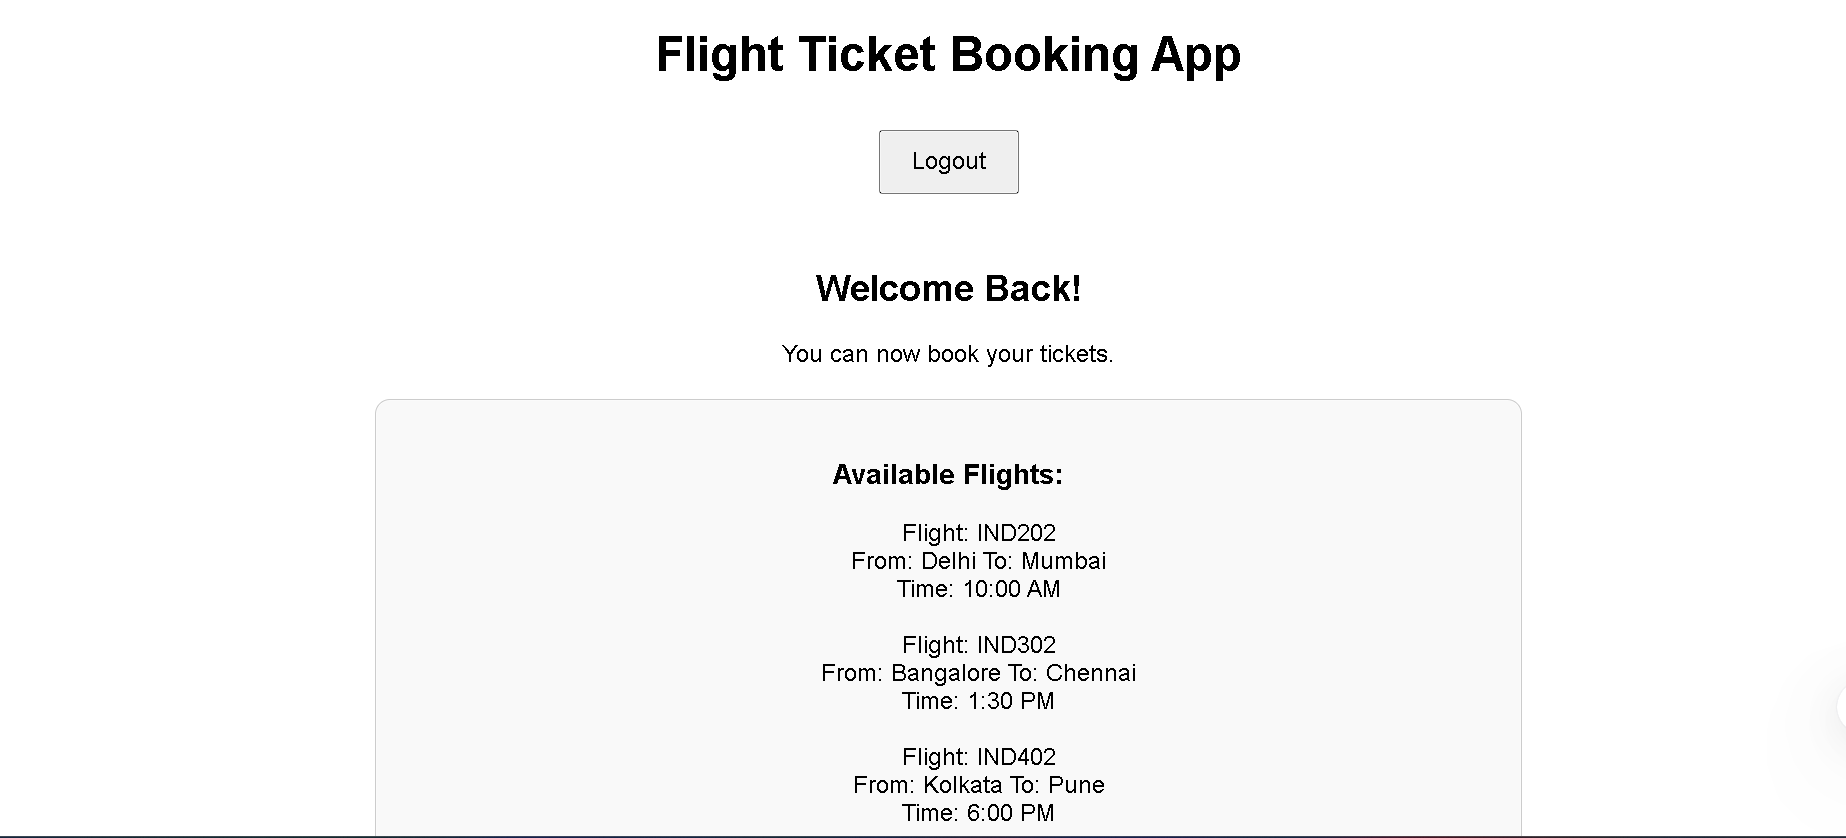 Flight Ticket Booking App
Logout
Welcome Back!
You can now book your tickets.
Available Flights:
Flight: IND202
From: Delhi To: Mumbai
Time: 10:00 AM
Flight: IND302
From: Bangalore To: Chennai
Time: 1:30 PM
Flight: IND402
From: Kolkata To: Pune
Time: 6:00 PM